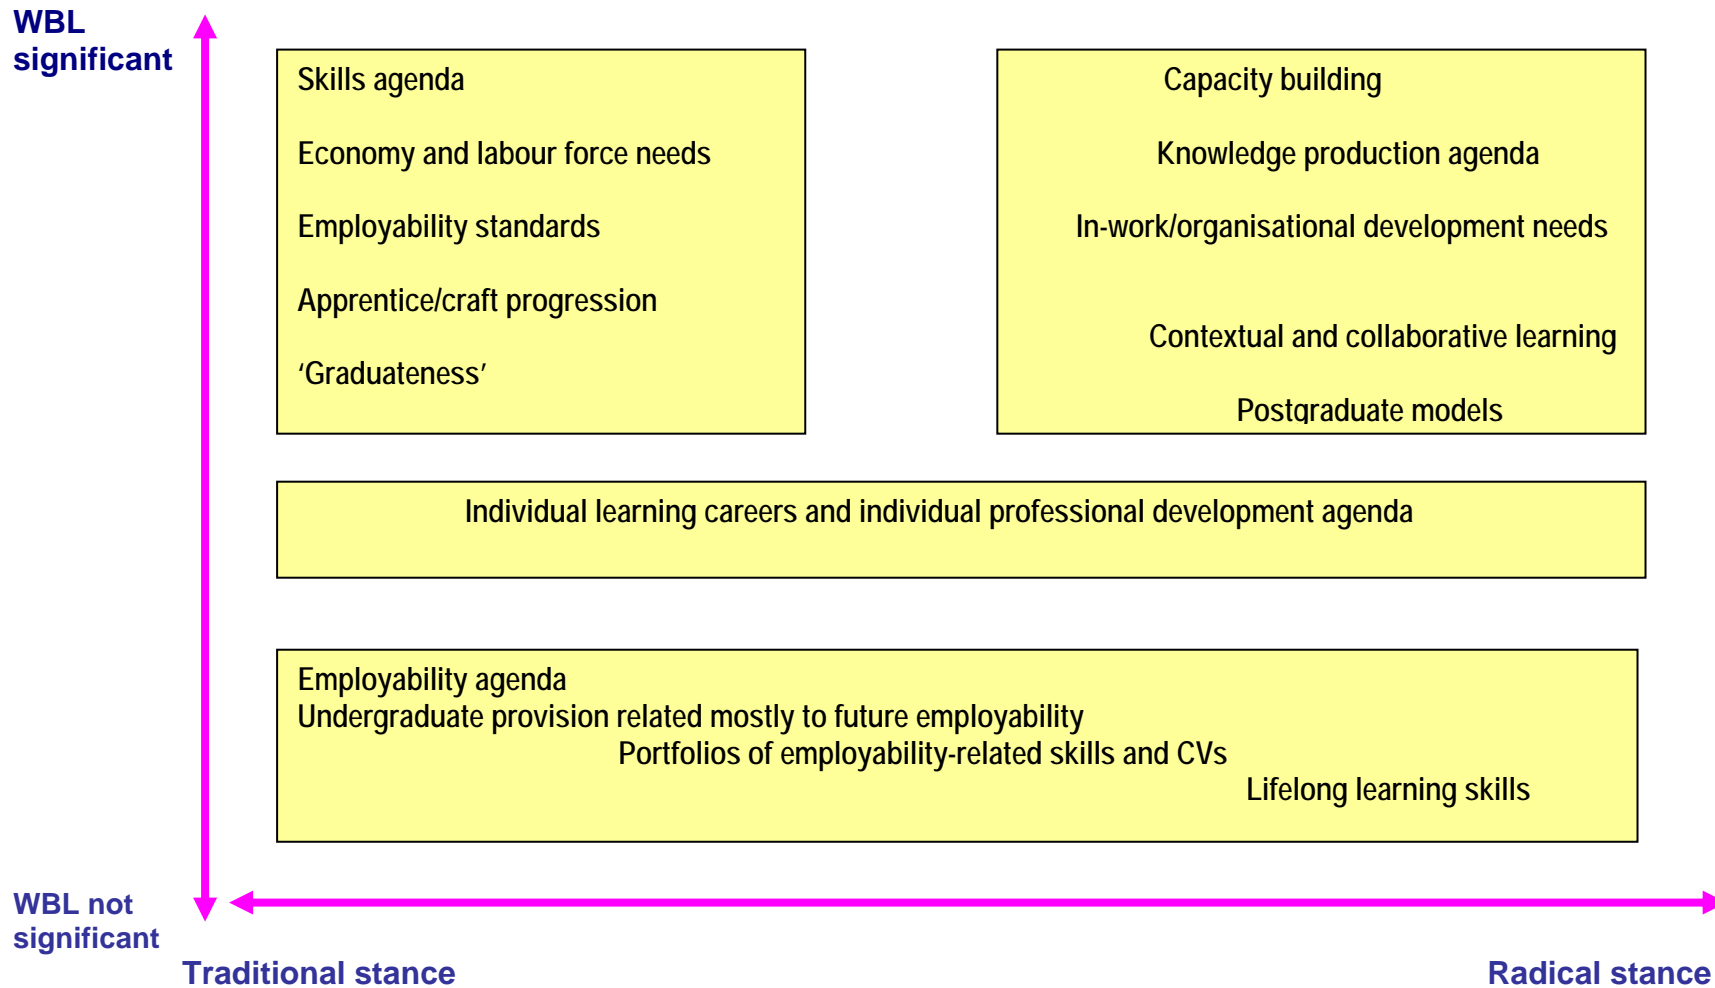 WBL
significant
Skills agenda
Economy and labour force needs
Employability standards
Apprentice/craft progression
‘Graduateness’
Capacity building
Knowledge production agenda
In-work/organisational development needs
Contextual and collaborative learning
Postgraduate models
Individual learning careers and individual professional development agenda
Employability agenda
Undergraduate provision related mostly to future employability
Portfolios of employability-related skills and CVs
Lifelong learning skills
WBL not
significant
Traditional stance
Radical stance